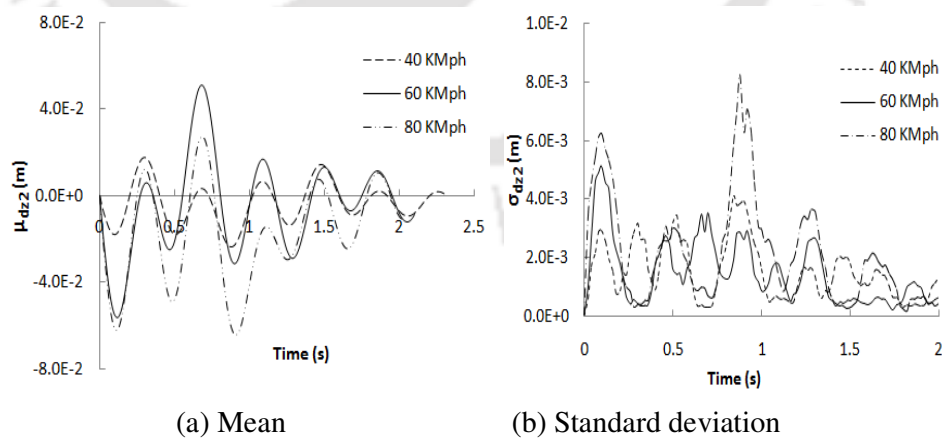 8.0E-2
4.0E-2
0.0E+0
-4.0E-2
-8.0E-2
μdz2 (m)
0
0.5
1
1.5
2
2.5
Time (s)
40 KMph
60 KMph
80 KMph
1.0E-2
8.0E-3
6.0E-3
4.0E-3
2.0E-3
0.0E+0
σdz2 (m)
0
0.5
1
1.5
2
Time (s)
40 KMph
60 KMph
80 KMph
(a) Mean
(b) Standard deviation